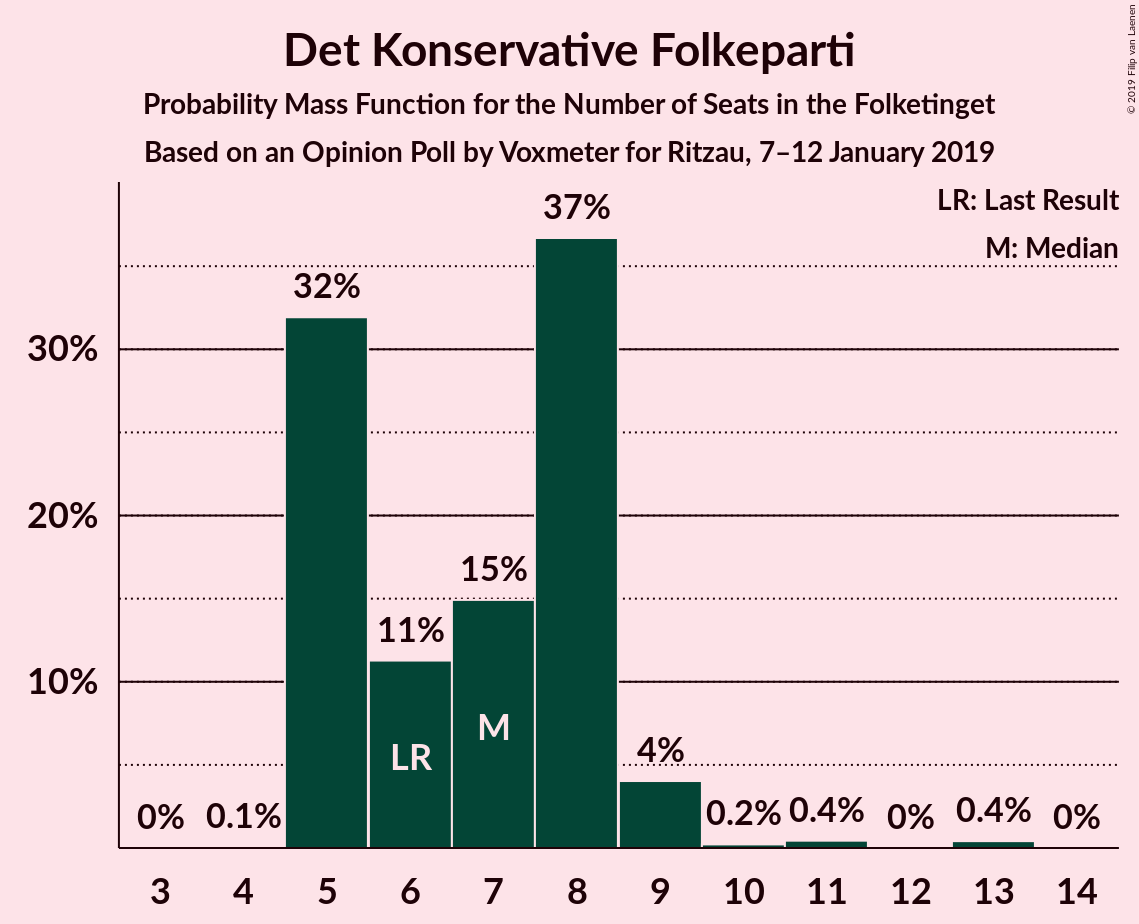 Det Konservative Folkeparti
Probability Mass Function for the Number of Seats in the Folketinget
Based on an Opinion Poll by Voxmeter for Ritzau, 7–12 January 2019
© 2019 Filip van Laenen
LR: Last Result
M: Median
37%
32%
30%
20%
15%
11%
10%
M
LR
4%
0% 0.1% 0.2% 0.4% 0% 0.4% 0%
3 4 5 6 7 8 9 10 11 12 13 14